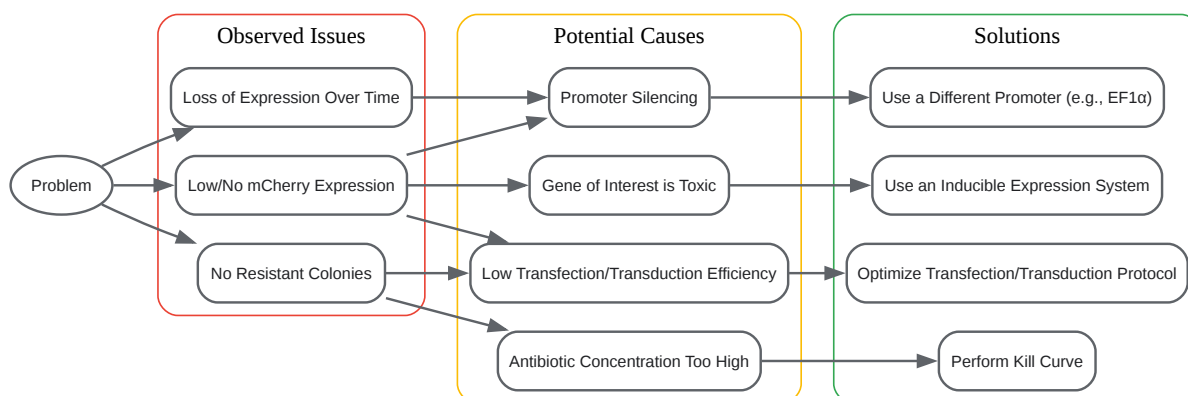 Observed Issues
Potential Causes
Solutions
Loss of Expression Over Time
Promoter Silencing
Use a Different Promoter (e.g., EF1α)
Problem
Low/No mCherry Expression
Gene of Interest is Toxic
Use an Inducible Expression System
No Resistant Colonies
Low Transfection/Transduction Efficiency
Optimize Transfection/Transduction Protocol
Antibiotic Concentration Too High
Perform Kill Curve